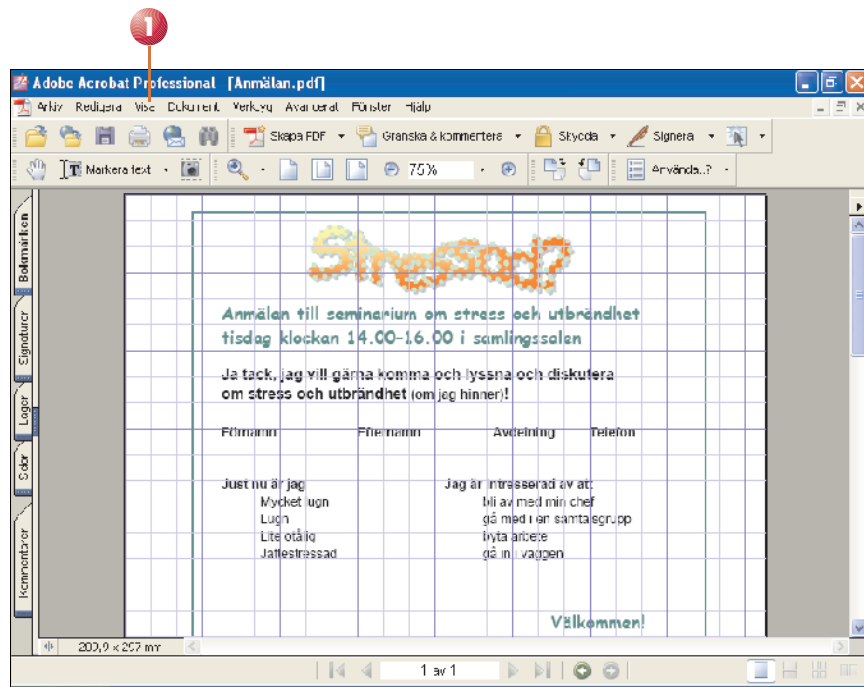 1
Adobe Acrobat Professional [Anmälan.pdf]
Arkiv Redigera Visa Dokument Verktyg Avancerat Fönster Hjälp
Skapa FDF Granska & kommentera Skydda Signera
Markera text 75% Använda..?
Bokmärken
Signaturer
Lager
Sidor
Kommentarer
Stressad?
Anmälan till seminarium om stress och utbrändhet
tisdag klockan 14.00–16.00 i samlingssalen
Ja tack, jag vill gärna komma och lyssna och diskutera
om stress och utbrändhet (om jag hinner)!
Förnamn Efternamn Avdelning Telefon
Just nu är jag Jag är intresserad av att:
Mycket lugn bli av med min chef
Lugn gå med i en samtalsgrupp
Lite otålig byta arbete
Jättestressad gå in i väggen
Välkommen!
209,9 x 297 mm
1 av 1